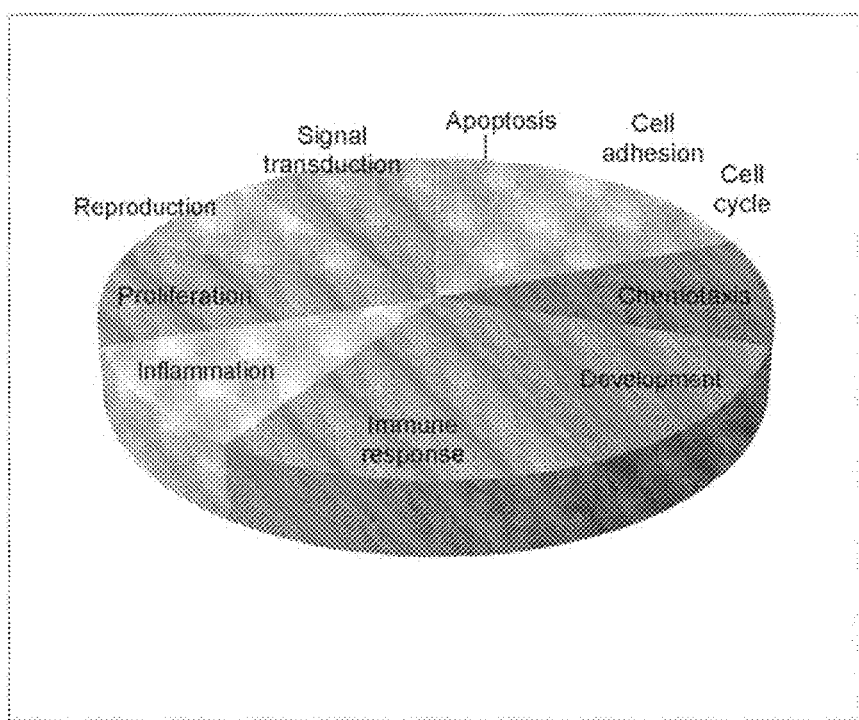 Apoptosis
Cell
adhesion
Signal
transduction
Cell
cycle
Reproduction
Proliferation
Chemotaxis
Inflammation
Development
Immune
response